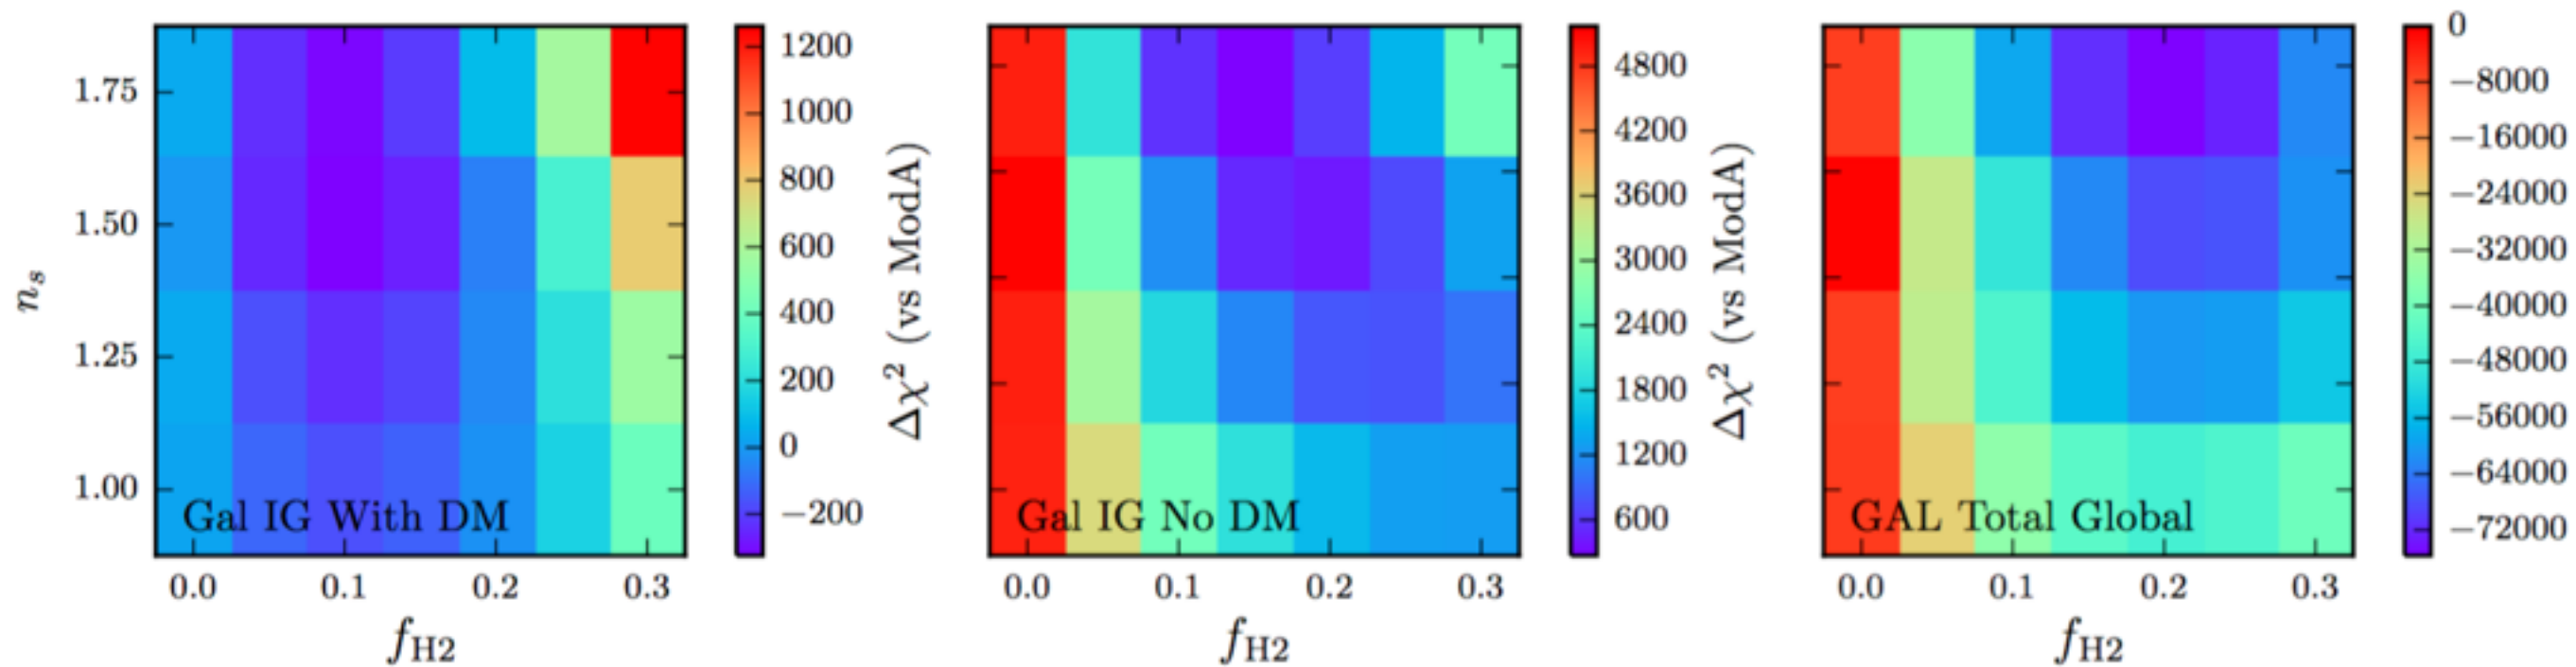 1.75
1.50
1.25
1.00
n_s
Gal IG With DM
0.0 0.1 0.2 0.3
f_H2
1200
1000
800
600
400
200
0
−200
Δχ² (vs ModA)
Gal IG No DM
0.0 0.1 0.2 0.3
f_H2
4800
4200
3600
3000
2400
1800
1200
600
Δχ² (vs ModA)
GAL Total Global
0.0 0.1 0.2 0.3
f_H2
0
−8000
−16000
−24000
−32000
−40000
−48000
−56000
−64000
−72000